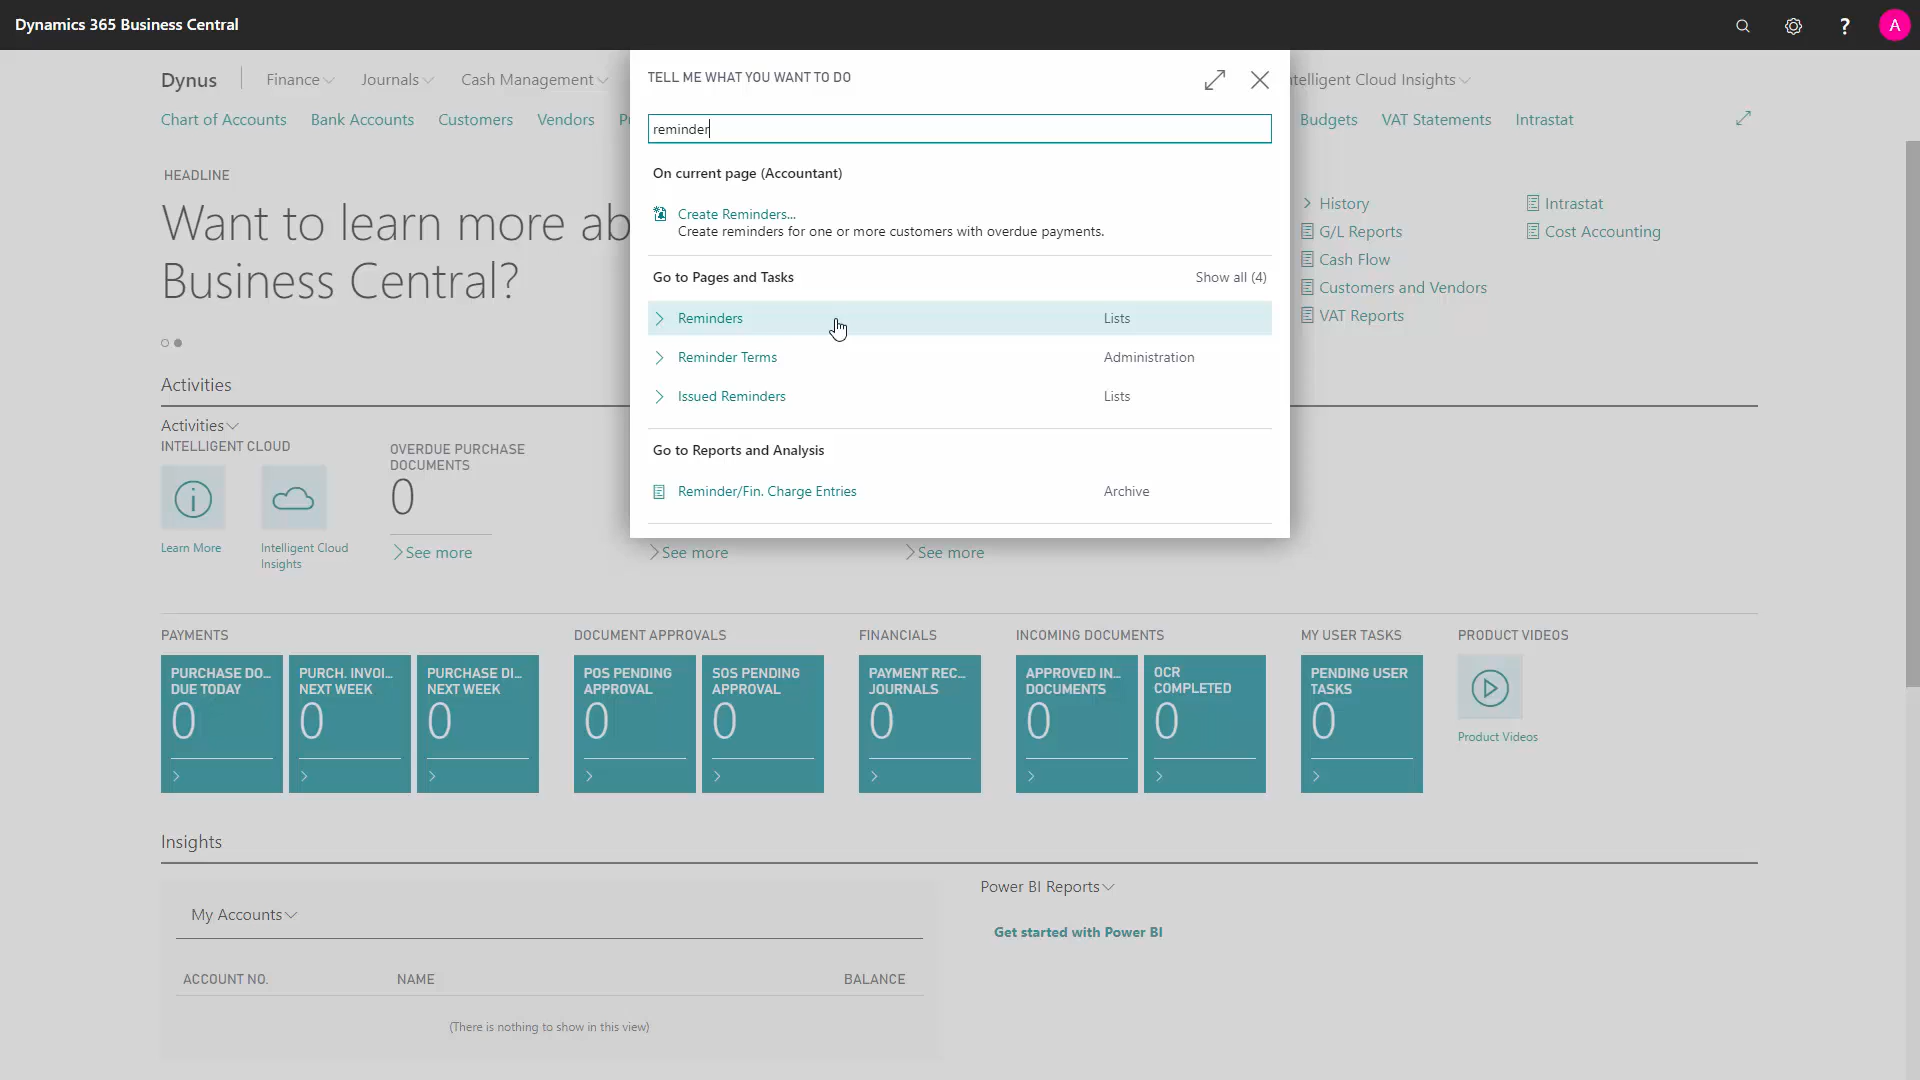 Dynamics 365 Business Central
?
A
Dynus
Finance
Journals
Cash Management
ntelligent Cloud Insights
Chart of Accounts
Bank Accounts
Customers
Vendors
Budgets
VAT Statements
Intrastat
TELL ME WHAT YOU WANT TO DO
reminder
On current page (Accountant)
Create Reminders...
Create reminders for one or more customers with overdue payments.
Go to Pages and Tasks
Show all (4)
Reminders
Lists
Reminder Terms
Administration
Issued Reminders
Lists
Go to Reports and Analysis
Reminder/Fin. Charge Entries
Archive
HEADLINE
Want to learn more ab
Business Central?
History
G/L Reports
Cash Flow
Customers and Vendors
VAT Reports
Intrastat
Cost Accounting
Activities
Activities
INTELLIGENT CLOUD
Learn More
Intelligent Cloud
Insights
OVERDUE PURCHASE
DOCUMENTS
0
See more
See more
See more
PAYMENTS
PURCHASE DO...
DUE TODAY
0
PURCH. INVOI...
NEXT WEEK
0
PURCHASE DI...
NEXT WEEK
0
DOCUMENT APPROVALS
POS PENDING
APPROVAL
0
SOS PENDING
APPROVAL
0
FINANCIALS
PAYMENT REC...
JOURNALS
0
INCOMING DOCUMENTS
APPROVED IN...
DOCUMENTS
0
OCR
COMPLETED
0
MY USER TASKS
PENDING USER
TASKS
0
PRODUCT VIDEOS
Product Videos
Insights
My Accounts
ACCOUNT NO.
NAME
BALANCE
(There is nothing to show in this view)
Power BI Reports
Get started with Power BI